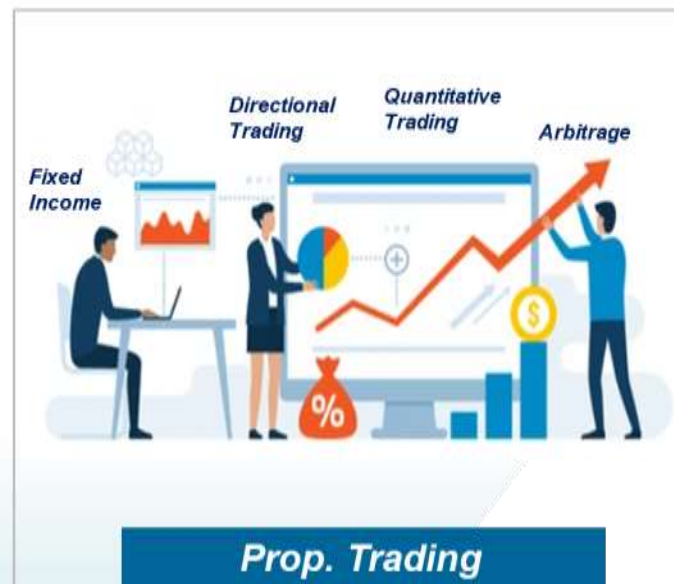 Directional
Trading
Quantitative
Trading
Arbitrage
Fixed
Income
$
%
Prop. Trading